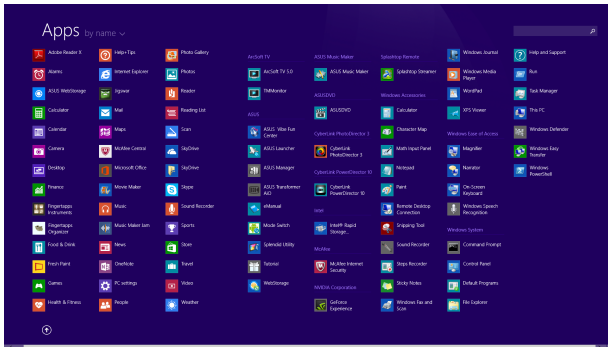 Apps by name
Adobe Reader X
Alarms
ASUS WebStorage
Calculator
Calendar
Camera
Desktop
Finance
Fingertapps
Instruments
Fingertapps
Organizer
Food & Drink
Fresh Paint
Games
Health & Fitness
Help+Tips
Internet Explorer
Jigswar
Mail
Maps
McAfee Central
Microsoft Office
Movie Maker
Music
Music Maker Jam
News
OneNote
PC settings
People
Photo Gallery
Photos
Reader
Reading List
Scan
SkyDrive
SkyDrive
Skype
Sound Recorder
Sports
Store
Travel
Video
Weather
ArcSoft TV
ArcSoft TV 5.0
TMMonitor
ASUS
ASUS Vibe Fun
Center
ASUS Launcher
ASUS Manager
ASUS Transformer
AiO
eManual
Mode Switch
Splendid Utility
Tutorial
WebStorage
ASUS Music Maker
ASUS Music Maker
ASUSDVD
ASUSDVD
CyberLink PhotoDirector 3
CyberLink
PhotoDirector 3
CyberLink PowerDirector 10
CyberLink
PowerDirector 10
Intel
Intel® Rapid
Storage...
McAfee
McAfee Internet
Security
NVIDIA Corporation
GeForce
Experience
Splashtop Remote
Splashtop Streamer
Windows Accessories
Calculator
Character Map
Math Input Panel
Notepad
Paint
Remote Desktop
Connection
Snipping Tool
Sound Recorder
Steps Recorder
Sticky Notes
Windows Fax and
Scan
Windows Journal
Windows Media
Player
WordPad
XPS Viewer
Windows Ease of Access
Magnifier
Narrator
On-Screen
Keyboard
Windows Speech
Recognition
Windows System
Command Prompt
Control Panel
Default Programs
File Explorer
Help and Support
Run
Task Manager
This PC
Windows Defender
Windows Easy
Transfer
Windows
PowerShell